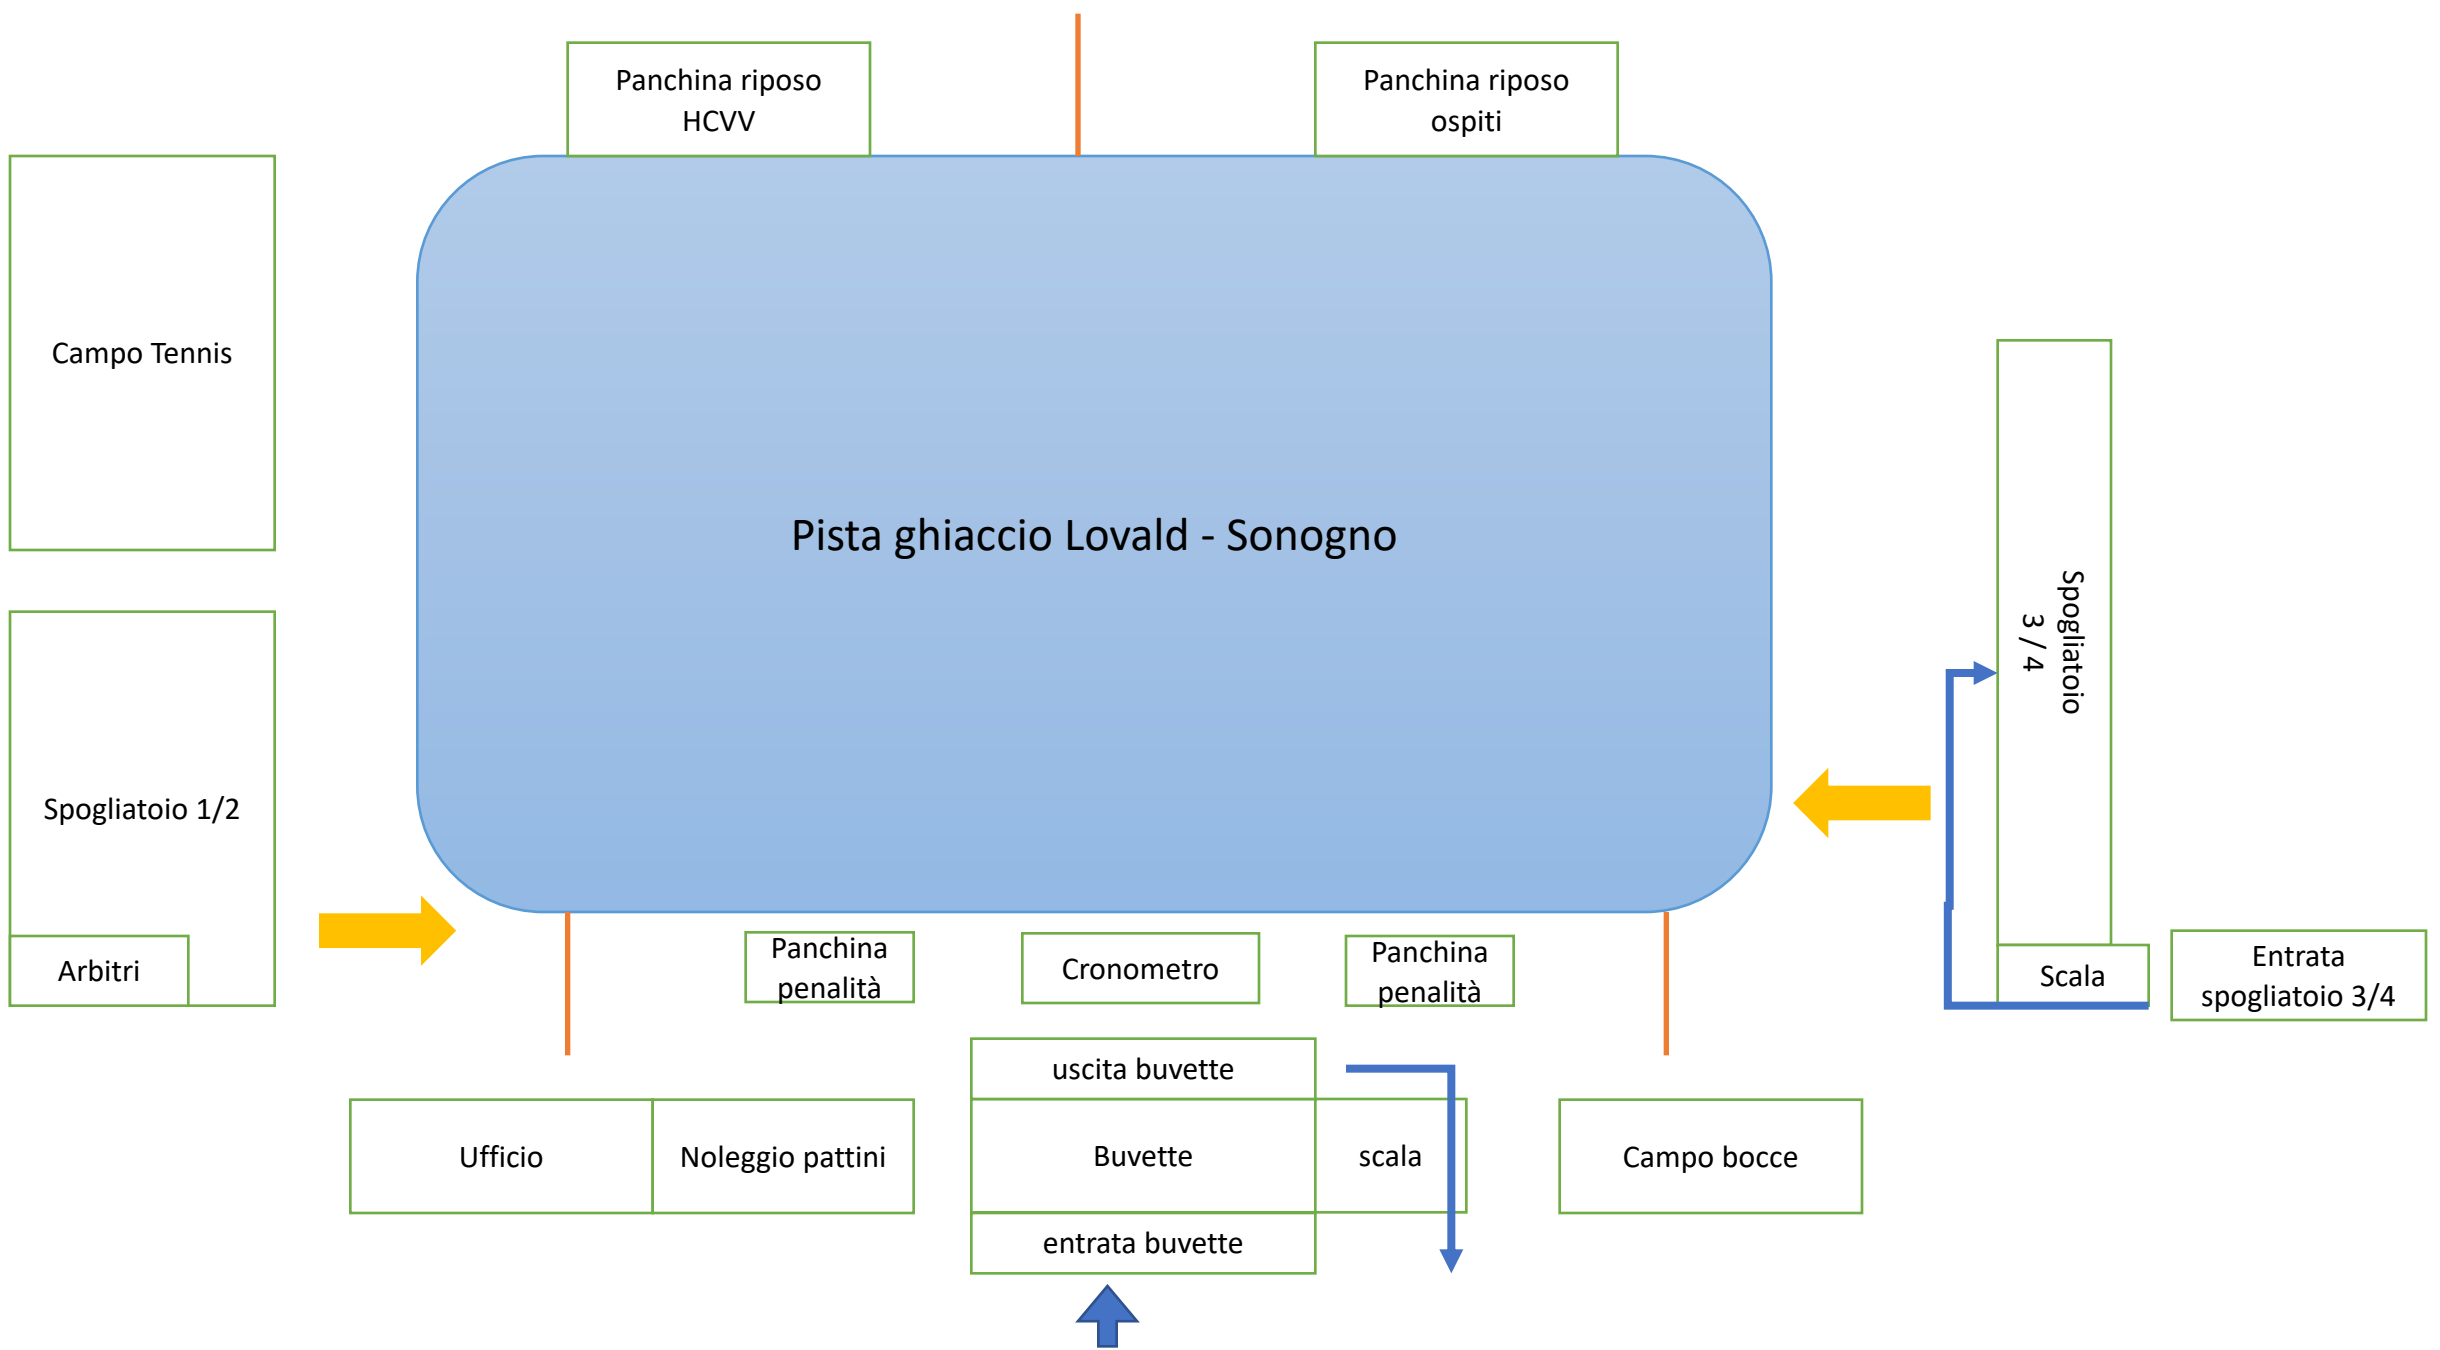 Panchina riposo
HCVV
Panchina riposo
ospiti
Campo Tennis
Pista ghiaccio Lovald - Sonogno
Spogliatoio
3 / 4
Spogliatoio 1/2
Arbitri
Panchina
penalità
Cronometro
Panchina
penalità
Scala
Entrata
spogliatoio 3/4
uscita buvette
Ufficio
Noleggio pattini
Buvette
scala
Campo bocce
entrata buvette